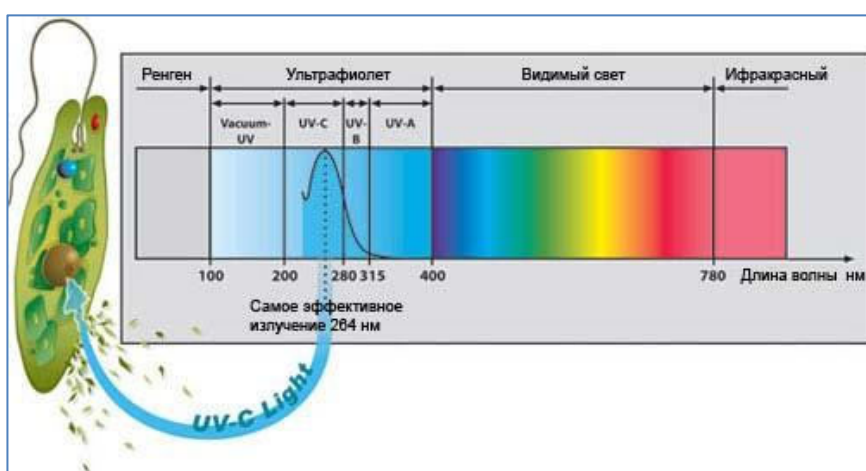 Ренген Ультрафиолет Видимый свет Ифракрасный
Vacuum-
UV
UV-C
UV-
B
UV-A
100 200 280 315 400 780 Длина волны нм
Самое эффективное
излучение 264 нм
UV-C Light